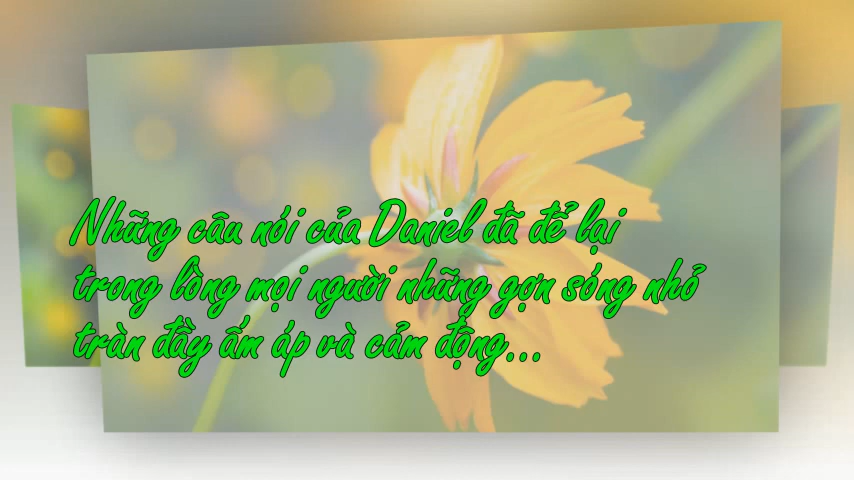 Những câu nói của Daniel đã để lại
trong lòng mọi người những gợn sóng nhỏ
tràn đầy ấm áp và cảm động...